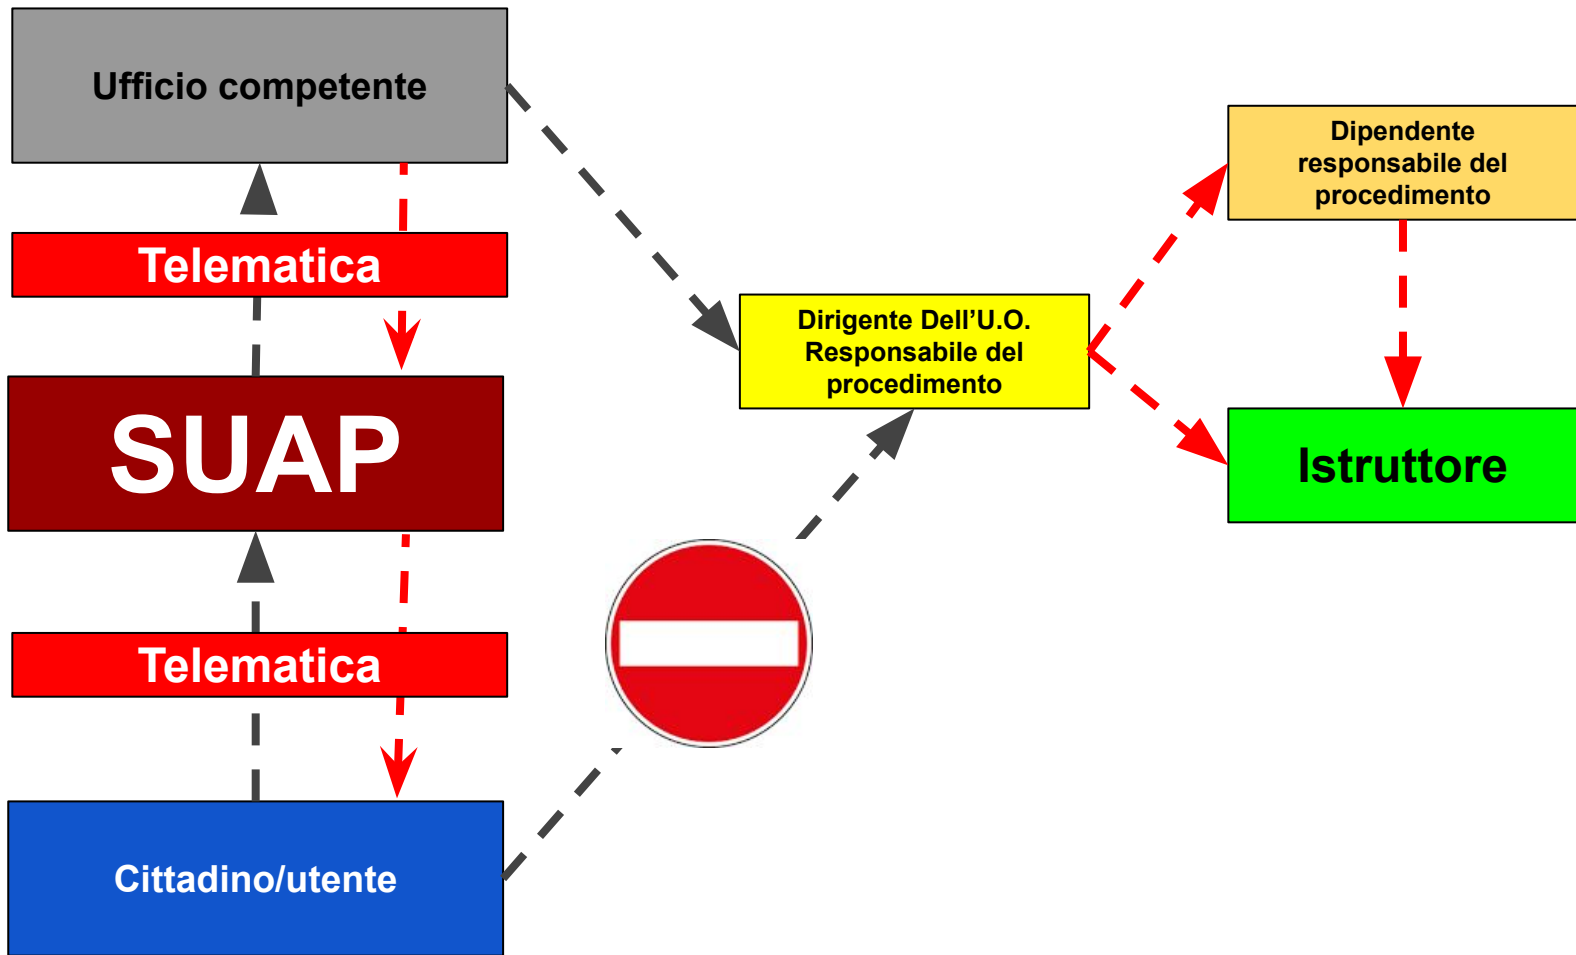 Ufficio competente
Telematica
SUAP
Telematica
Cittadino/utente
Dirigente Dell’U.O.
Responsabile del
procedimento
Dipendente
responsabile del
procedimento
Istruttore